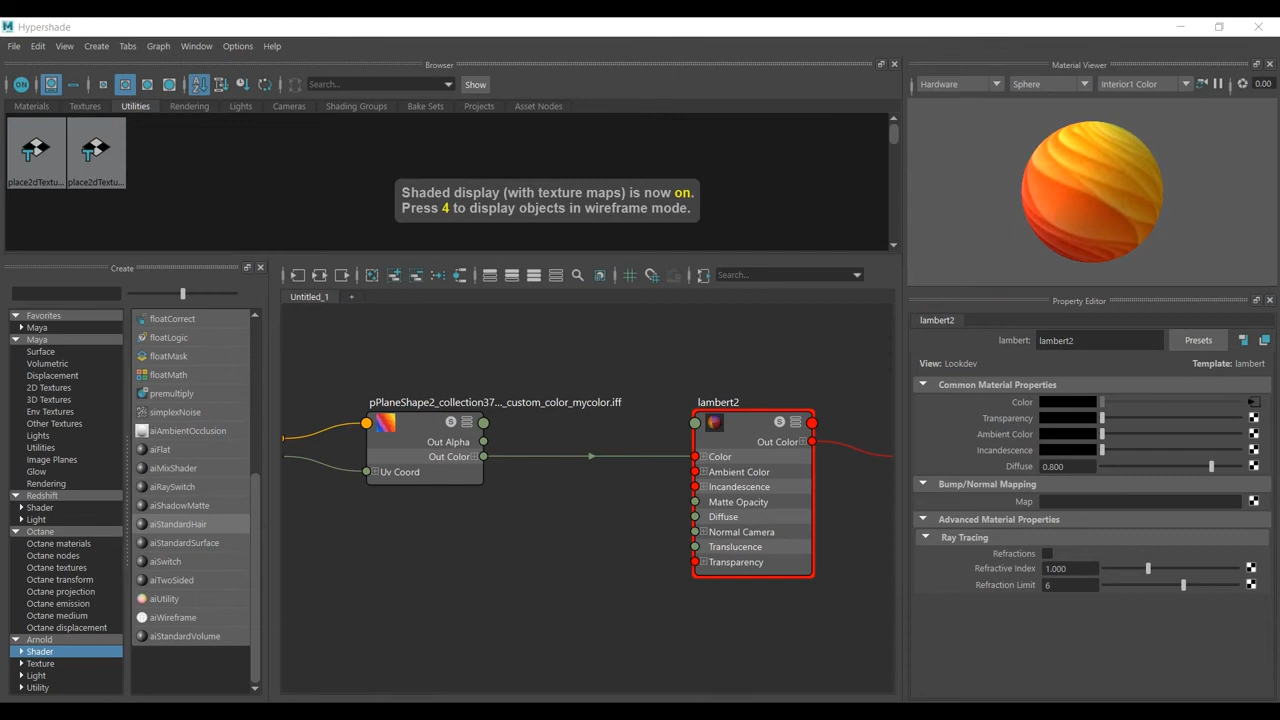 Hypershade
File Edit View Create Tabs Graph Window Options Help
Browser
ON Search... Show
Materials Textures Utilities Rendering Lights Cameras Shading Groups Bake Sets Projects Asset Nodes
place2dTextu... place2dTextu...
Shaded display (with texture maps) is now on.
Press 4 to display objects in wireframe mode.
Material Viewer
Hardware Sphere Interior1 Color 0.00
Create
Favorites
Maya
Maya
Surface
Volumetric
Displacement
2D Textures
3D Textures
Env Textures
Other Textures
Lights
Utilities
Image Planes
Glow
Rendering
Redshift
Shader
Light
Octane
Octane materials
Octane nodes
Octane textures
Octane transform
Octane projection
Octane emission
Octane medium
Octane displacement
Arnold
Shader
Texture
Light
Utility
floatCorrect
floatLogic
floatMask
floatMath
premultiply
simplexNoise
aiAmbientOcclusion
aiFlat
aiMixShader
aiRaySwitch
aiShadowMatte
aiStandardHair
aiStandardSurface
aiSwitch
aiTwoSided
aiUtility
aiWireframe
aiStandardVolume
Search...
Untitled_1 +
pPlaneShape2_collection37..._custom_color_mycolor.iff
S
Out Alpha
Out Color
Uv Coord
lambert2
S
Out Color
Color
Ambient Color
Incandescence
Matte Opacity
Diffuse
Normal Camera
Translucence
Transparency
Property Editor
lambert2
lambert: lambert2 Presets
View: Lookdev Template: lambert
Common Material Properties
Color
Transparency
Ambient Color
Incandescence
Diffuse 0.800
Bump/Normal Mapping
Map
Advanced Material Properties
Ray Tracing
Refractions
Refractive Index 1.000
Refraction Limit 6